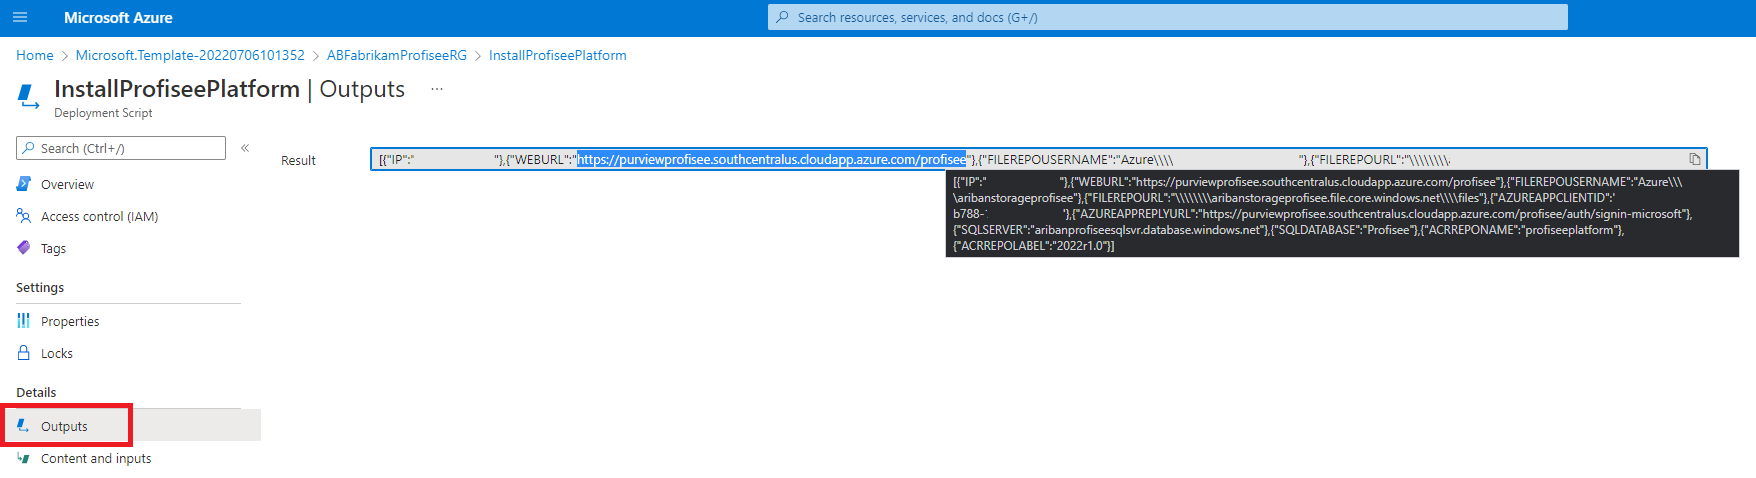 Microsoft Azure
Search resources, services, and docs (G+/)
Home > Microsoft.Template-20220706101352 > ABFabrikamProfiseeRG > InstallProfiseePlatform
InstallProfiseePlatform | Outputs ...
Deployment Script
Search (Ctrl+/) «
Overview
Access control (IAM)
Tags
Settings
Properties
Locks
Details
Outputs
Content and inputs
Result
[{"IP":" "},{"WEBURL":"https://purviewprofisee.southcentralus.cloudapp.azure.com/profisee"},{"FILEREPOUSERNAME":"Azure\\\\ "},{"FILEREPOURL":"\\\\\\\\
[{"IP":" "},{"WEBURL":"https://purviewprofisee.southcentralus.cloudapp.azure.com/profisee"},{"FILEREPOUSERNAME":"Azure\\\
\aribanstorageprofisee"},{"FILEREPOURL":"\\\\\\\\aribanstorageprofisee.file.core.windows.net\\\\files"},{"AZUREAPPCLIENTID":"
b788- "},{"AZUREAPPREPLYURL":"https://purviewprofisee.southcentralus.cloudapp.azure.com/profisee/auth/signin-microsoft"},
{"SQLSERVER":"aribanprofiseesqlsvr.database.windows.net"},{"SQLDATABASE":"Profisee"},{"ACRREPONAME":"profiseeplatform"},
{"ACRREPOLABEL":"2022r1.0"}]